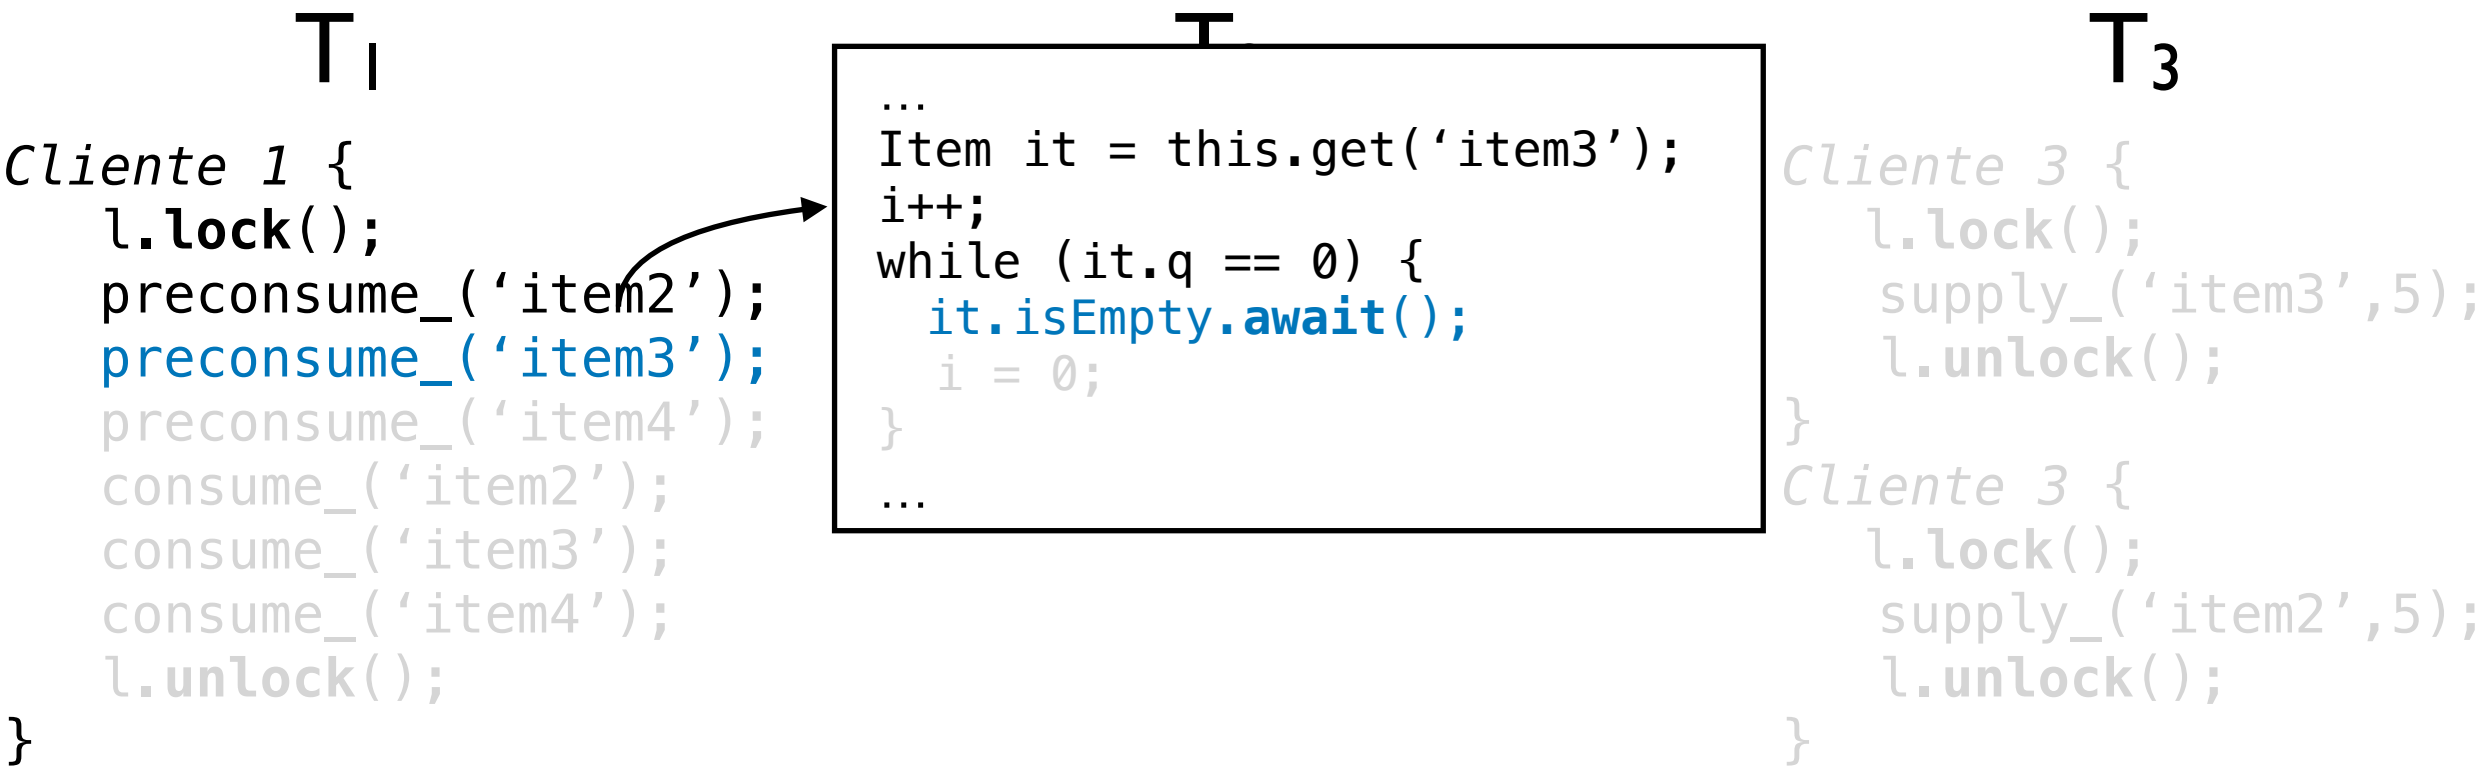 T1
Cliente 1 {
l.lock();
preconsume_(‘item2’);
preconsume_(‘item3’);
preconsume_(‘item4’);
consume_(‘item2’);
consume_(‘item3’);
consume_(‘item4’);
l.unlock();
}
…
Item it = this.get(‘item3’);
i++;
while (it.q == 0) {
it.isEmpty.await();
i = 0;
}
…
T3
Cliente 3 {
l.lock();
supply_(‘item3’,5);
l.unlock();
}
Cliente 3 {
l.lock();
supply_(‘item2’,5);
l.unlock();
}